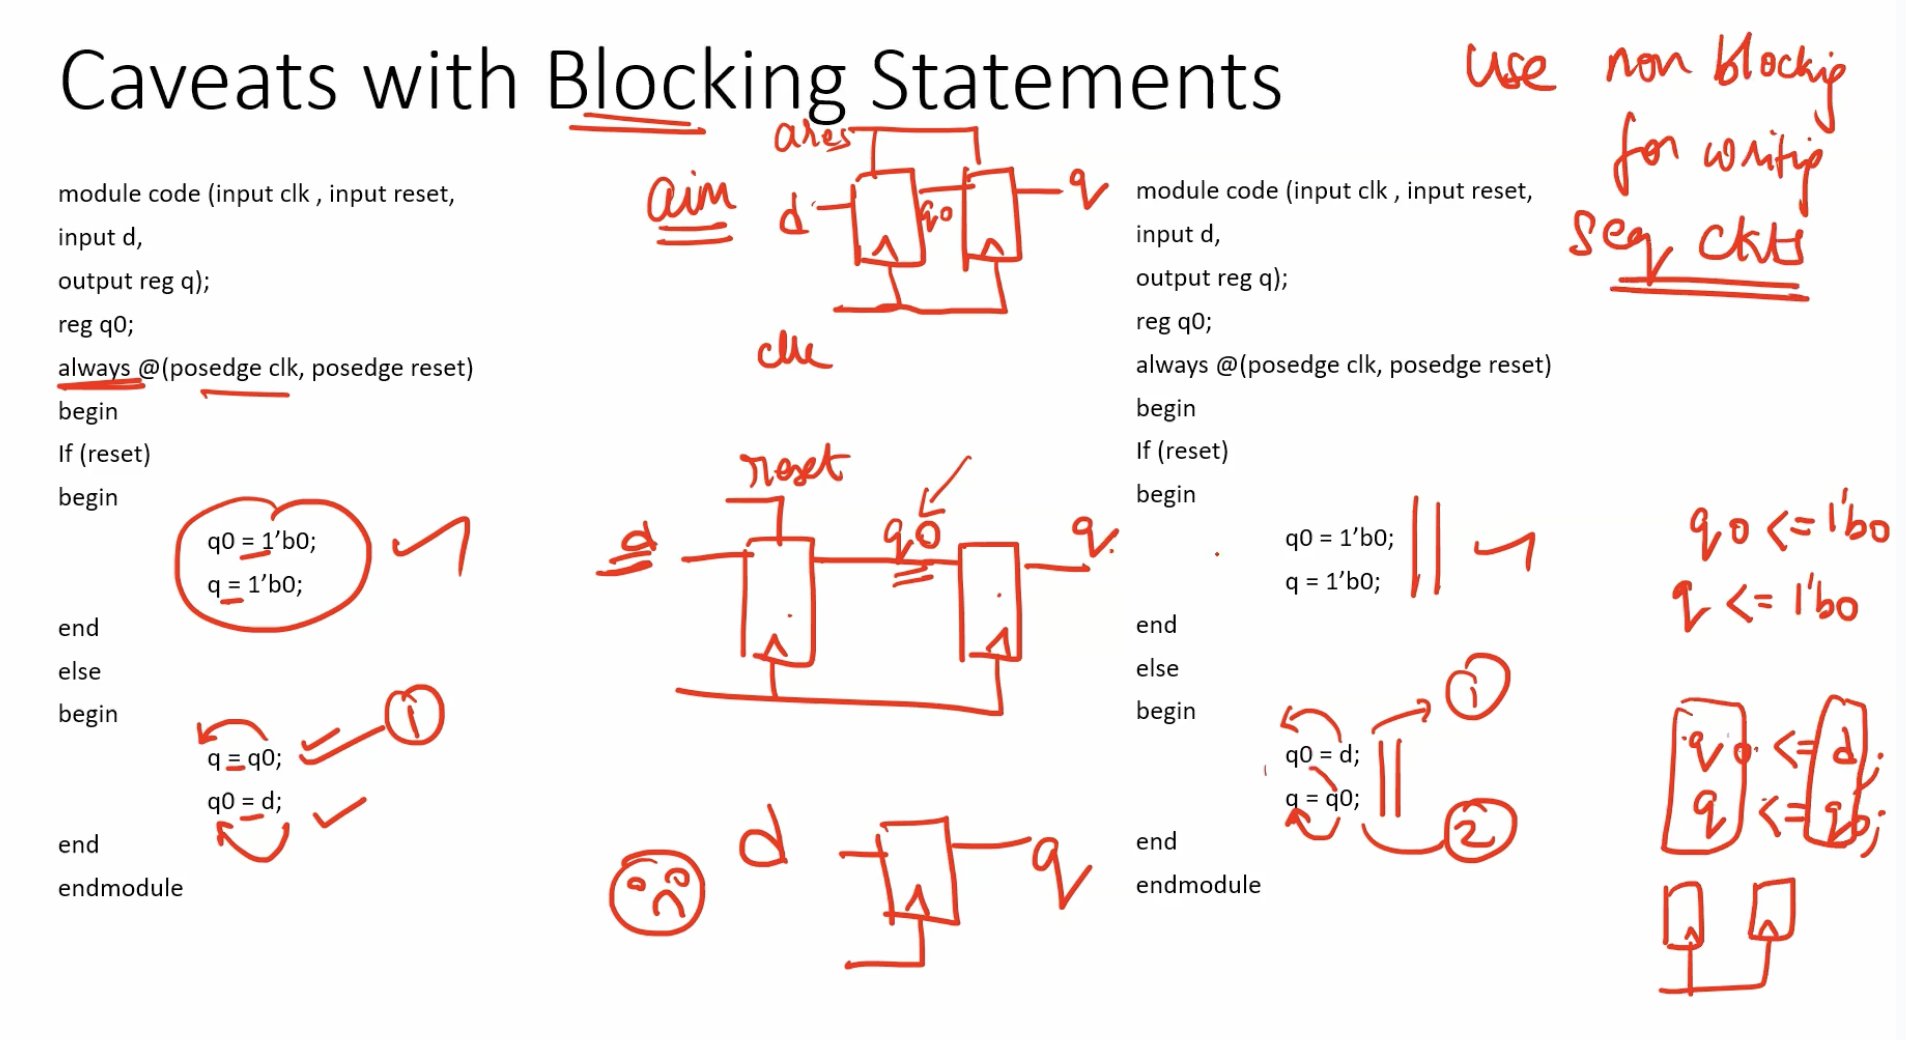 Caveats with Blocking Statements
use non blocking
for writing
seq ckts
module code (input clk , input reset,
input d,
output reg q);
reg q0;
always @(posedge clk, posedge reset)
begin
If (reset)
begin
q0 = 1’b0;
q = 1’b0;
end
else
begin
q = q0;
q0 = d;
end
endmodule
1
ares
aim
d
q0
q
clk
reset
d
q0
q
d
q
module code (input clk , input reset,
input d,
output reg q);
reg q0;
always @(posedge clk, posedge reset)
begin
If (reset)
begin
q0 = 1’b0;
q = 1’b0;
end
else
begin
q0 = d;
q = q0;
end
endmodule
1
2
q0 <= 1'b0
q <= 1'b0
q0 <= d;
q <= q0;